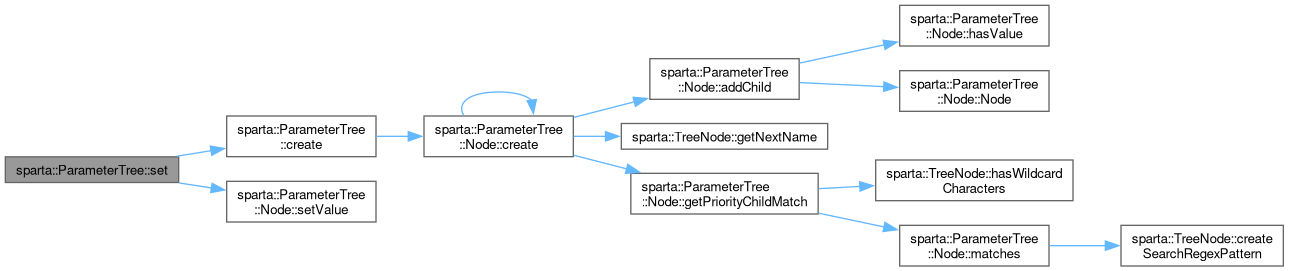 sparta::ParameterTree::set
sparta::ParameterTree
::create
sparta::ParameterTree
::Node::setValue
sparta::ParameterTree
::Node::create
sparta::ParameterTree
::Node::addChild
sparta::TreeNode::getNextName
sparta::ParameterTree
::Node::getPriorityChildMatch
sparta::ParameterTree
::Node::hasValue
sparta::ParameterTree
::Node::Node
sparta::TreeNode::hasWildcard
Characters
sparta::ParameterTree
::Node::matches
sparta::TreeNode::create
SearchRegexPattern